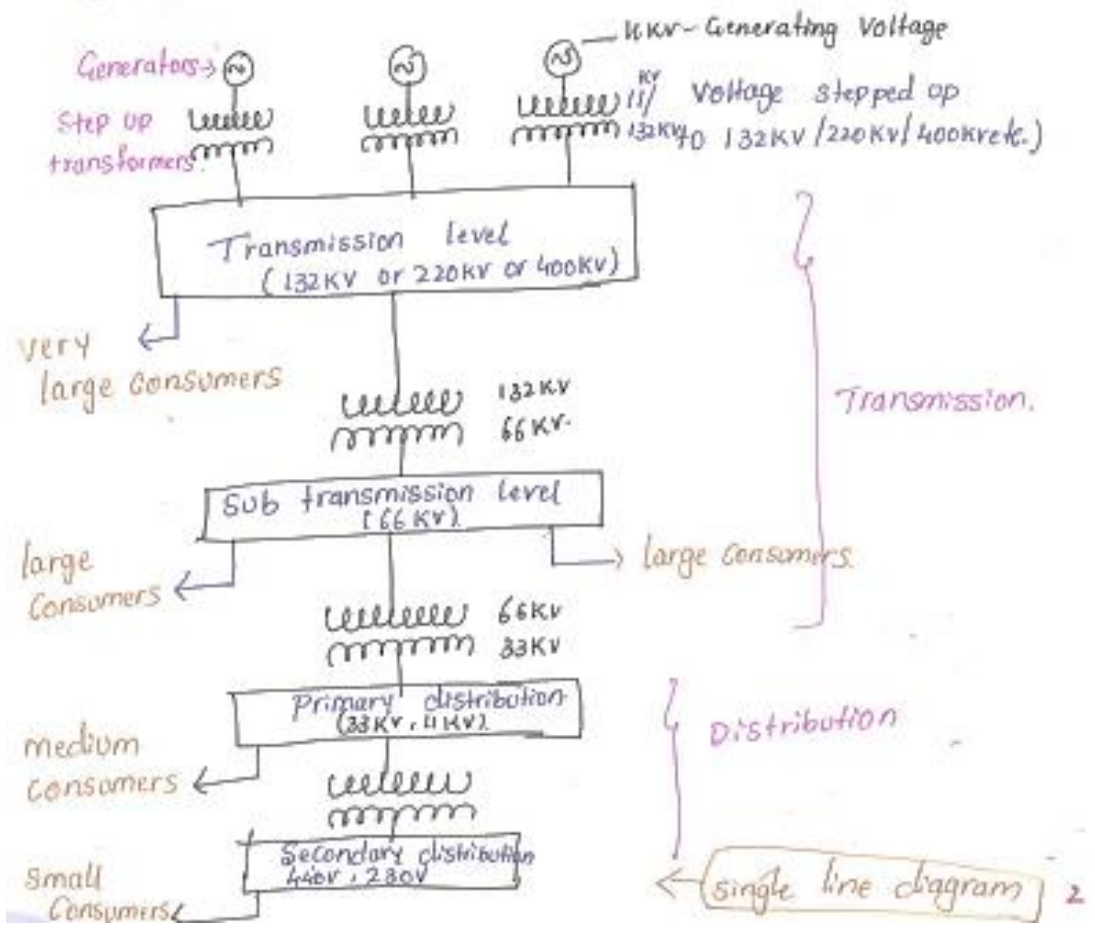 11KV- Generating Voltage
Generators→
Step up
transformers.
11KV/
132KV
Voltage stepped up
to 132KV/220KV/400KV etc.)
Transmission level
(132KV or 220KV or 400KV)
very
large consumers
132KV
66KV.
Transmission.
Sub transmission level
(66KV).
large
Consumers
large Consumers.
66KV
33KV
Primary distribution
(33KV, 11KV).
Distribution
medium
Consumers
Secondary distribution
440V, 230V
small
Consumers
single line diagram
2